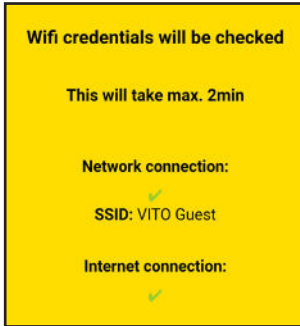 Wifi credentials will be checked
This will take max. 2min
Network connection:
✓
SSID: VITO Guest
Internet connection:
✓